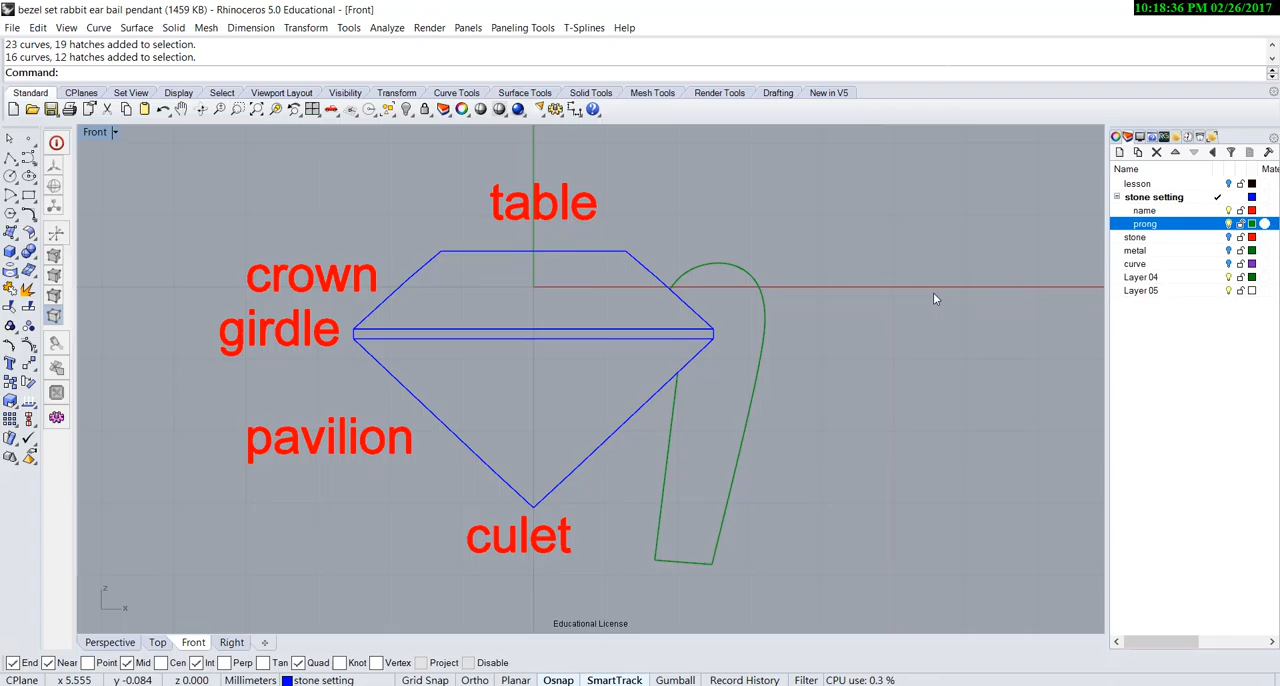 bezel set rabbit ear bail pendant (1459 KB) - Rhinoceros 5.0 Educational - [Front]
10:18:36 PM 02/26/2017
File Edit View Curve Surface Solid Mesh Dimension Transform Tools Analyze Render Panels Paneling Tools T-Splines Help
23 curves, 19 hatches added to selection.
16 curves, 12 hatches added to selection.
Command:
Standard CPlanes Set View Display Select Viewport Layout Visibility Transform Curve Tools Surface Tools Solid Tools Mesh Tools Render Tools Drafting New in V5
Front
Name Mate
lesson
stone setting
name
prong
stone
metal
curve
Layer 04
Layer 05
table
crown
girdle
pavilion
culet
z
x
Educational License
Perspective Top Front Right
End Near Point Mid Cen Int Perp Tan Quad Knot Vertex Project Disable
CPlane x 5.555 y -0.084 z 0.000 Millimeters stone setting Grid Snap Ortho Planar Osnap SmartTrack Gumball Record History Filter CPU use: 0.3 %